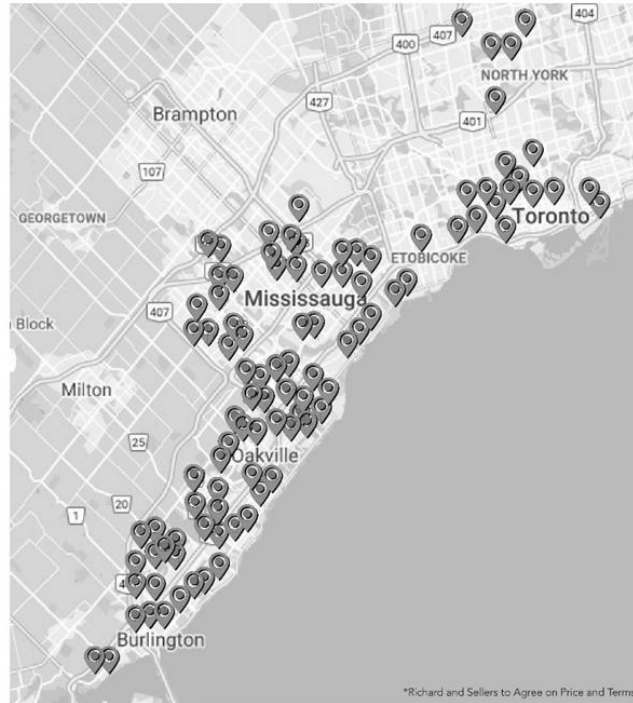 404
407
400
NORTH YORK
427
Brampton
401
107
GEORGETOWN
Toronto
ETOBICOKE
Mississauga
407
Block
Milton
25
Oakville
20
1
Burlington
*Richard and Sellers to Agree on Price and Terms